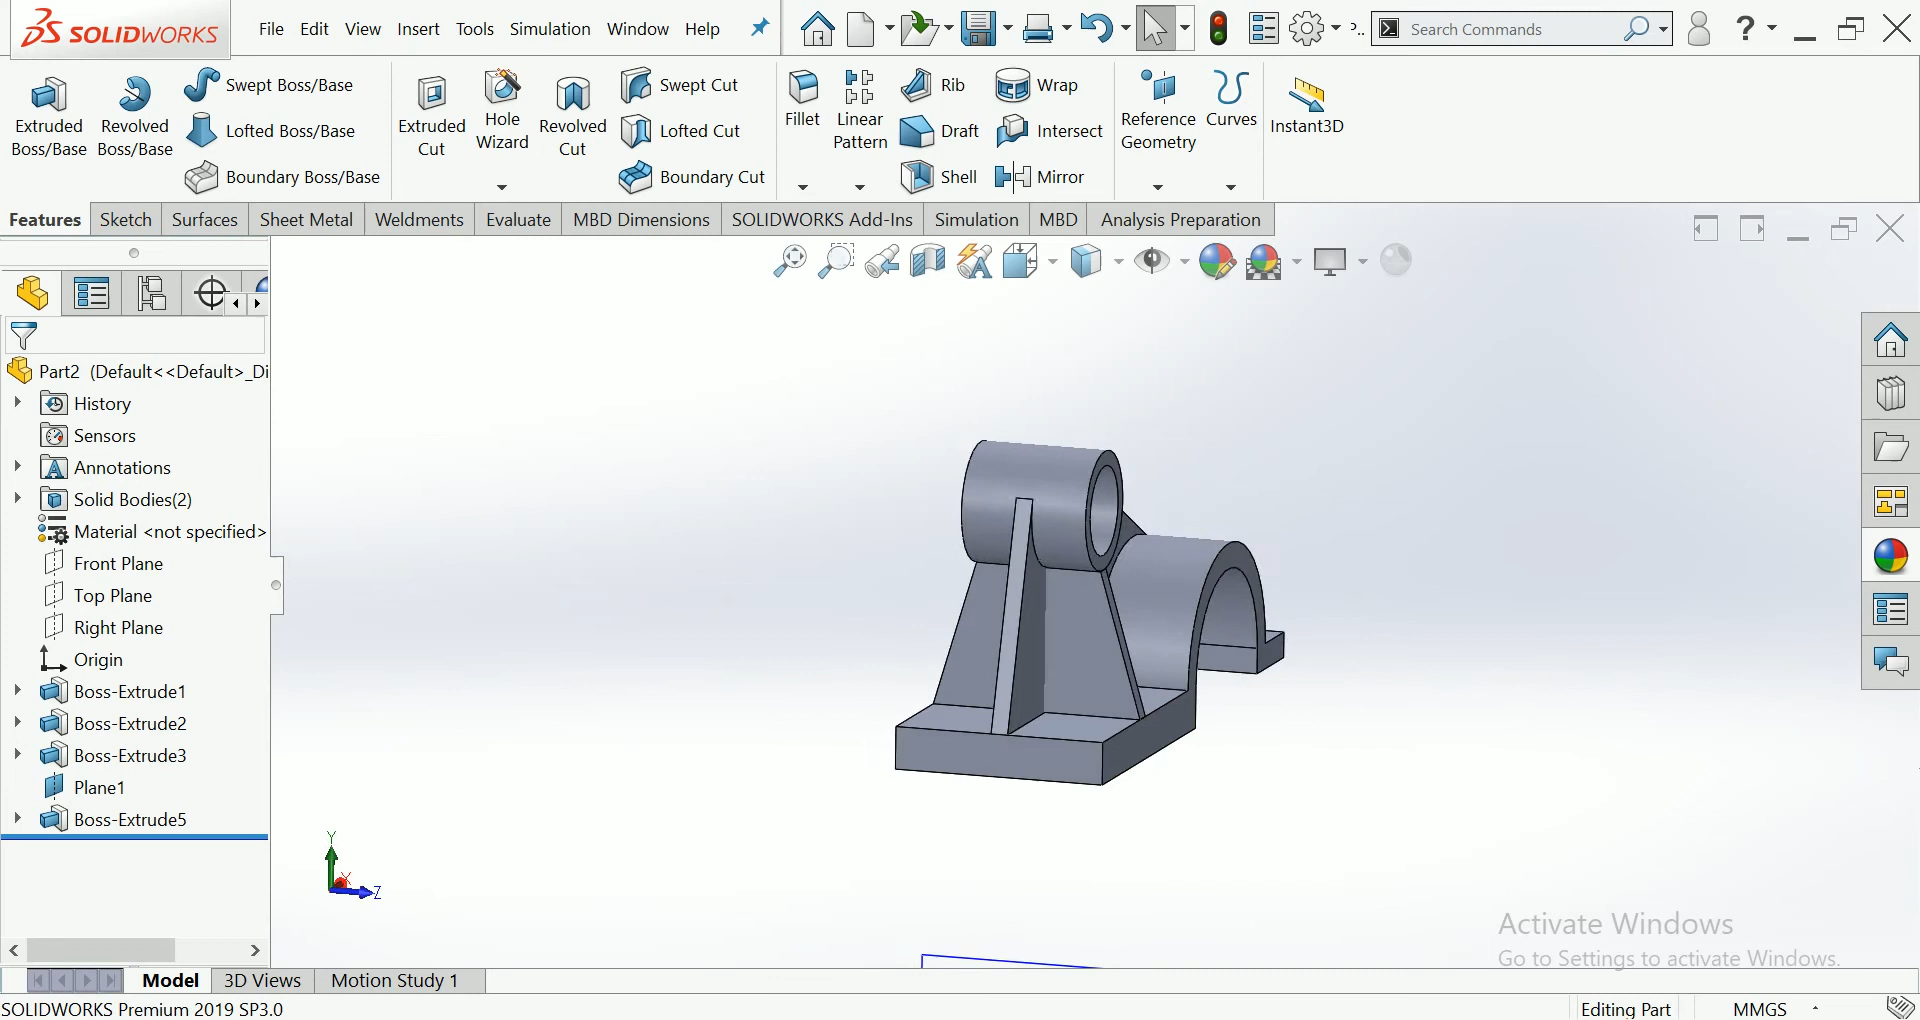 SOLIDWORKS
File Edit View Insert Tools Simulation Window Help
P..
Search Commands
?
Extruded Boss/Base
Revolved Boss/Base
Swept Boss/Base
Lofted Boss/Base
Boundary Boss/Base
Extruded Cut
Hole Wizard
Revolved Cut
Swept Cut
Lofted Cut
Boundary Cut
Fillet
Linear Pattern
Rib
Draft
Shell
Wrap
Intersect
Mirror
Reference Geometry
Curves
Instant3D
Features Sketch Surfaces Sheet Metal Weldments Evaluate MBD Dimensions SOLIDWORKS Add-Ins Simulation MBD Analysis Preparation
Part2 (Default<<Default>_Di
History
Sensors
Annotations
Solid Bodies(2)
Material <not specified>
Front Plane
Top Plane
Right Plane
Origin
Boss-Extrude1
Boss-Extrude2
Boss-Extrude3
Plane1
Boss-Extrude5
Y
X
Z
Activate Windows
Go to Settings to activate Windows.
Model 3D Views Motion Study 1
SOLIDWORKS Premium 2019 SP3.0
Editing Part
MMGS